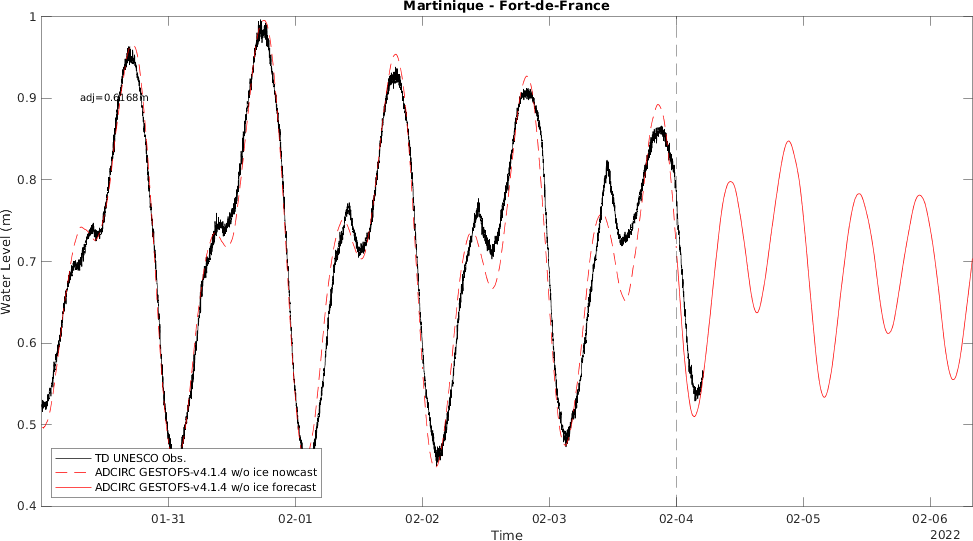 Martinique - Fort-de-France
adj=0.6168m
Water Level (m)
1
0.9
0.8
0.7
0.6
0.5
0.4
TD UNESCO Obs.
ADCIRC GESTOFS-v4.1.4 w/o ice nowcast
ADCIRC GESTOFS-v4.1.4 w/o ice forecast
01-31
02-01
02-02
02-03
02-04
02-05
02-06
Time
2022